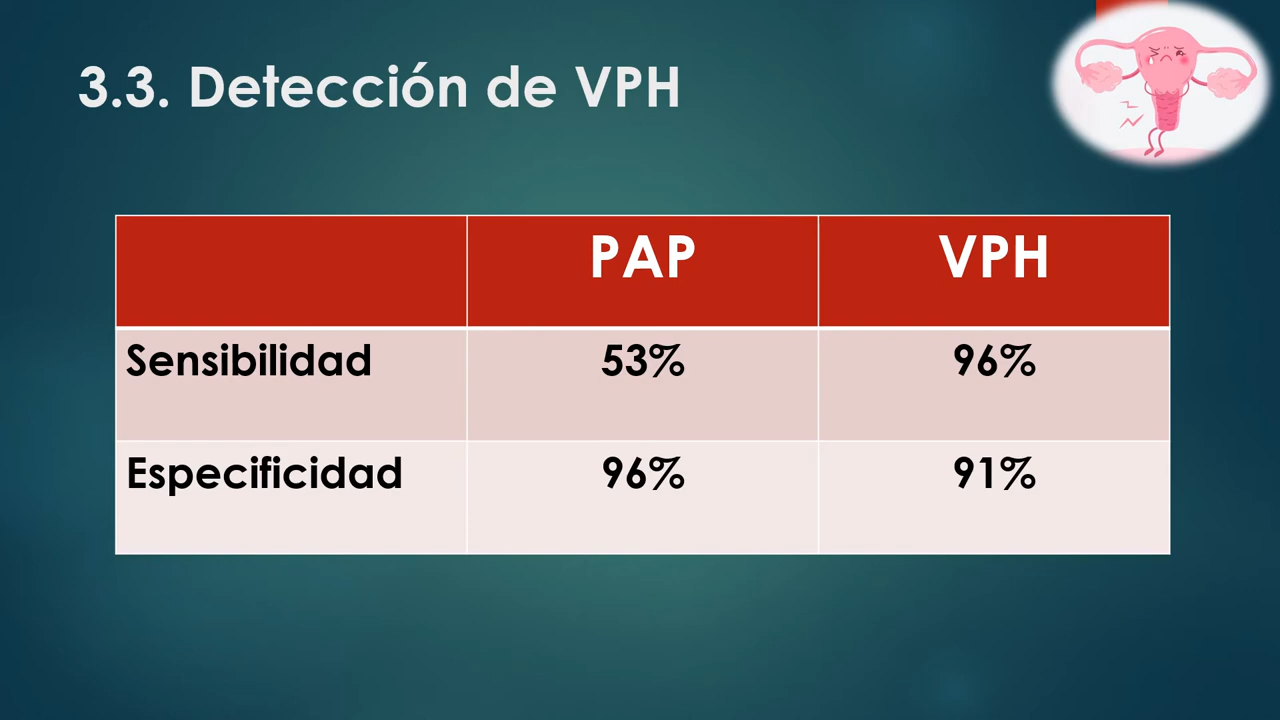 3.3. Detección de VPH
PAP VPH
Sensibilidad 53% 96%
Especificidad 96% 91%